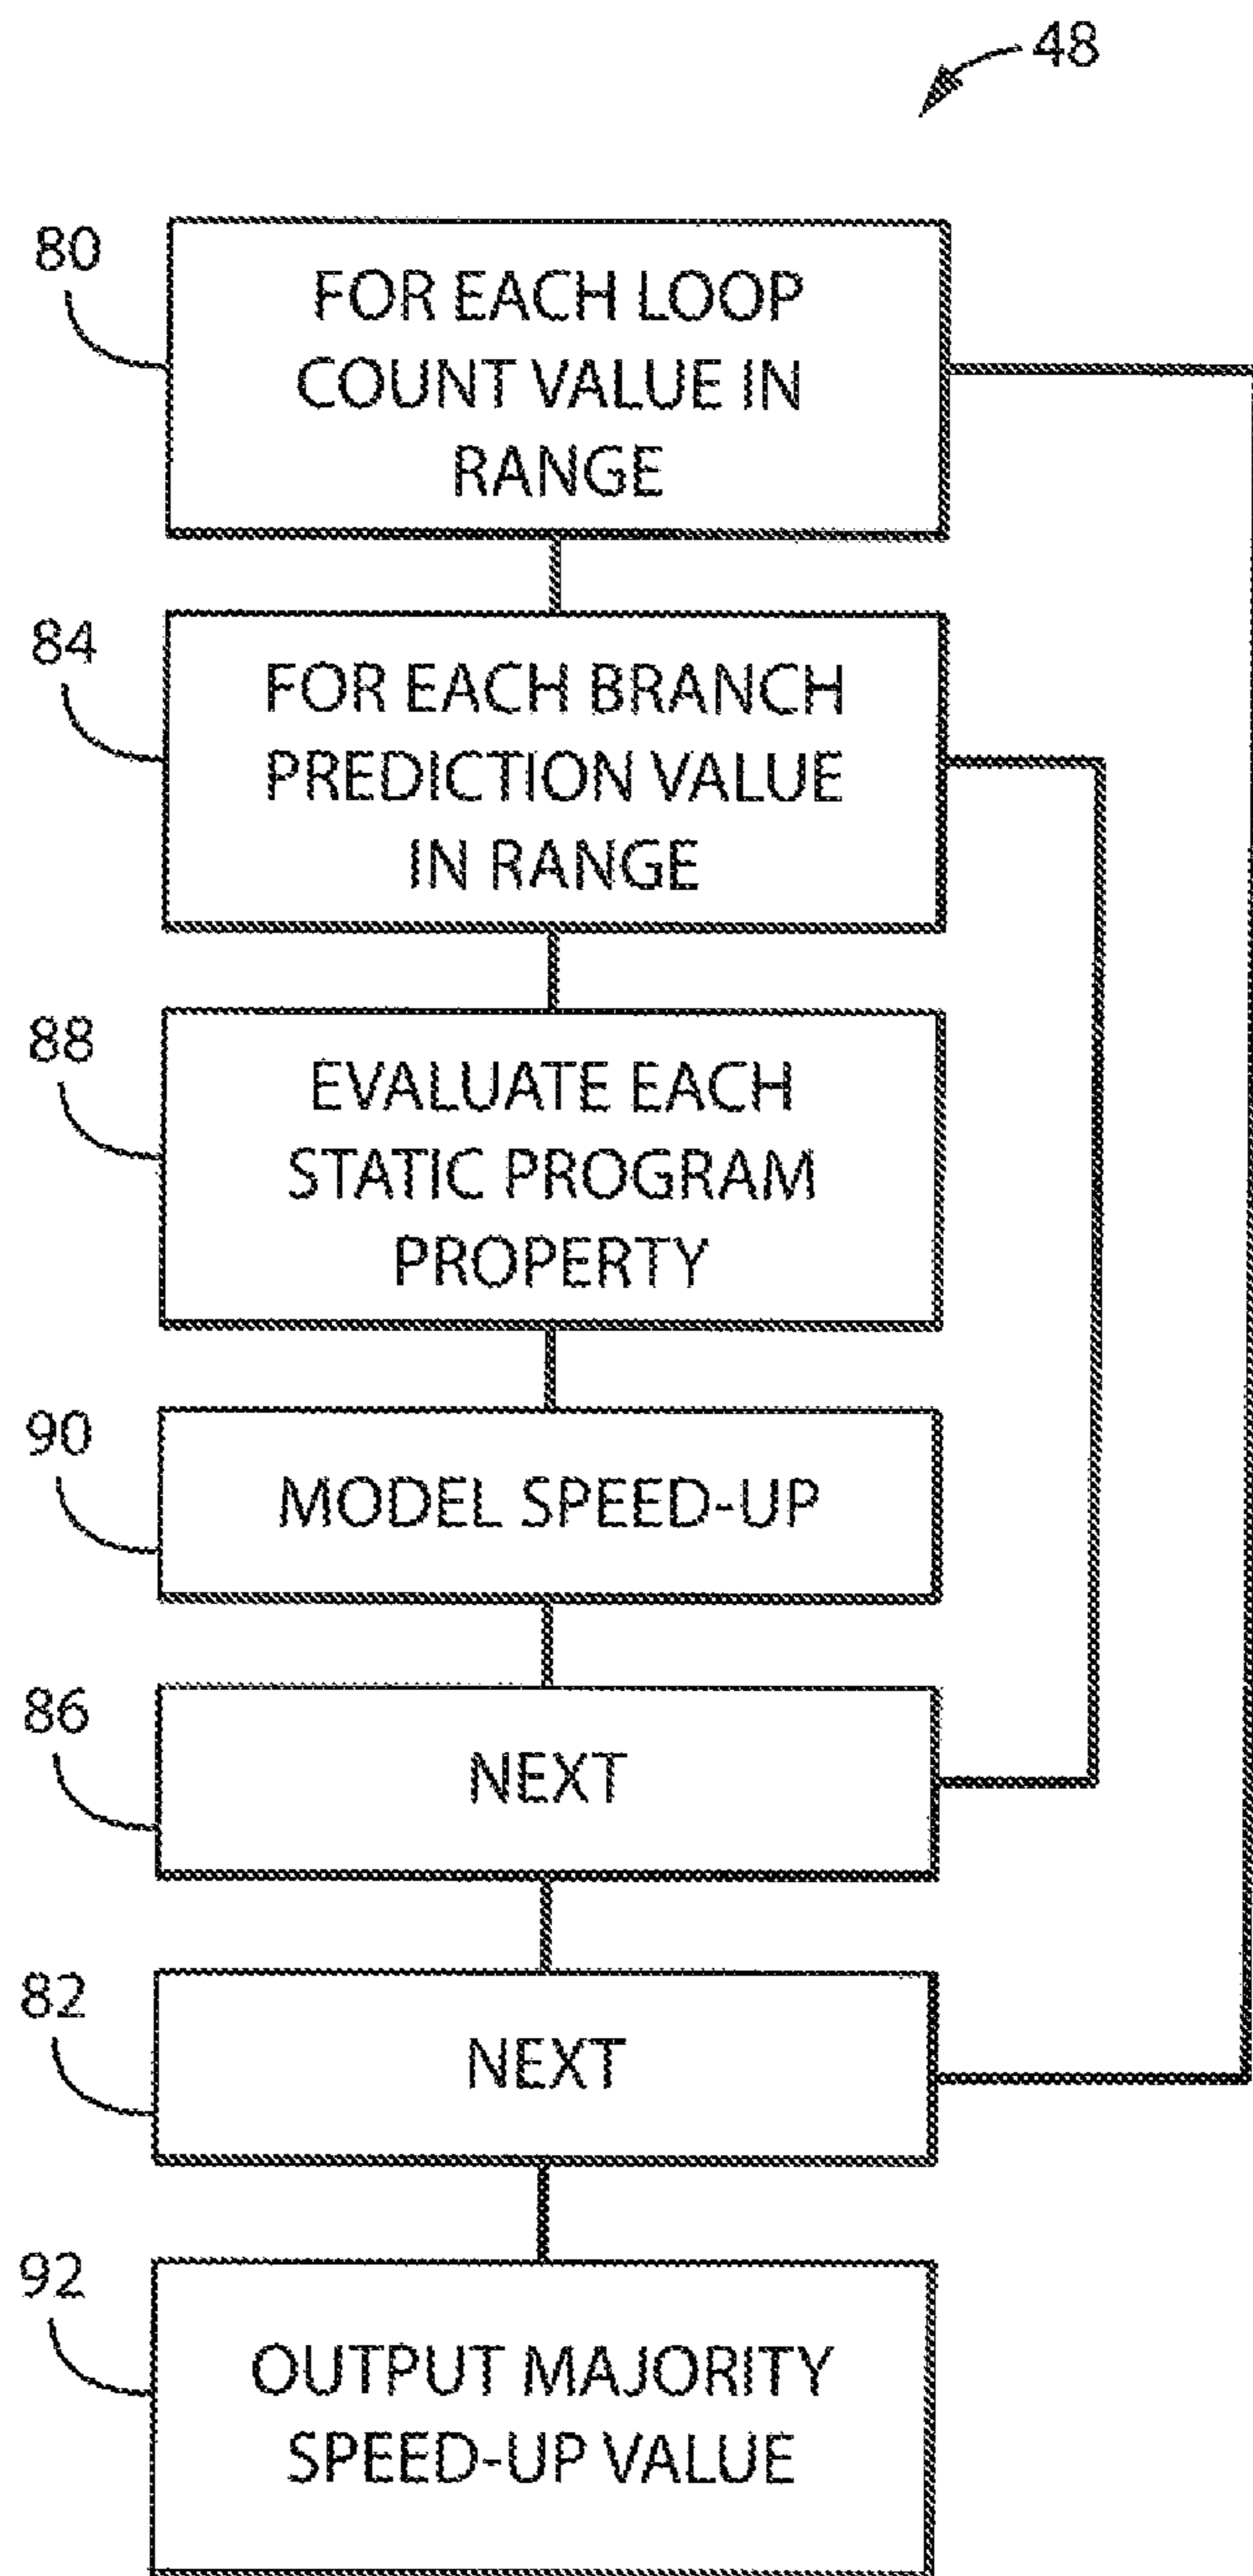 48
80
FOR EACH LOOP
COUNT VALUE IN
RANGE
84
FOR EACH BRANCH
PREDICTION VALUE
IN RANGE
88
EVALUATE EACH
STATIC PROGRAM
PROPERTY
90
MODEL SPEED-UP
86
NEXT
82
NEXT
92
OUTPUT MAJORITY
SPEED-UP VALUE